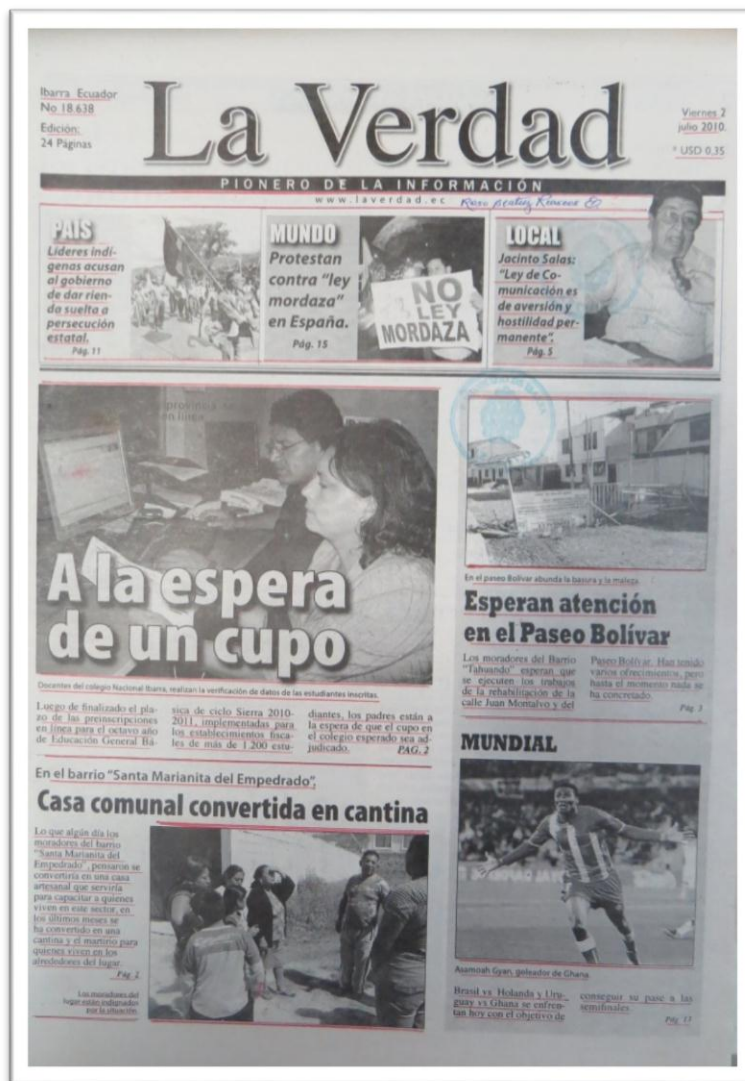 Ibarra Ecuador
No 18.638
Edición:
24 Páginas
La Verdad
Viernes 2
julio 2010.
* USD 0,35
PIONERO DE LA INFORMACIÓN
www.laverdad.ec
PAÍS
Líderes indí-
genas acusan
al gobierno
de dar rien-
da suelta a
persecución
estatal.
Pág. 11
MUNDO
Protestan
contra "ley
mordaza"
en España.
Pág. 15
NO
LEY
MORDAZA
LOCAL
Jacinto Salas:
"Ley de Co-
municación es
de aversión y
hostilidad per-
manente".
Pág. 5
A la espera
de un cupo
Docentes del colegio Nacional Ibarra, realizan la verificación de datos de las estudiantes inscritas.
Luego de finalizado el pla-
zo de las preinscripciones
en línea para el octavo año
de Educación General Bá-
sica de ciclo Sierra 2010-
2011, implementadas para
los establecimientos fisca-
les de más de 1.200 estu-
diantes, los padres están a
la espera de que el cupo en
el colegio esperado sea ad-
judicado.
PAG. 2
En el barrio "Santa Marianita del Empedrado",
Casa comunal convertida en cantina
Lo que algún día los
moradores del barrio
"Santa Marianita del
Empedrado", pensaron se
convertiría en una casa
artesanal que serviría
para capacitar a quienes
viven en este sector, en
los últimos meses se
ha convertido en una
cantina y el martirio para
quienes viven en los
alrededores del lugar.
Pág. 2
Los moradores del
lugar están indignados
por la situación.
En el paseo Bolívar abunda la basura y la maleza.
Esperan atención
en el Paseo Bolívar
Los moradores del Barrio
"Tahuando" esperan que
se ejecuten los trabajos
de la rehabilitación de la
calle Juan Montalvo y del
Paseo Bolívar. Han tenido
varios ofrecimientos, pero
hasta el momento nada se
ha concretado.
Pág. 3
MUNDIAL
Asamoah Gyan, goleador de Ghana.
Brasil vs Holanda y Uru-
guay vs Ghana se enfren-
tan hoy con el objetivo de
conseguir su pase a las
semifinales.
Pág. 13